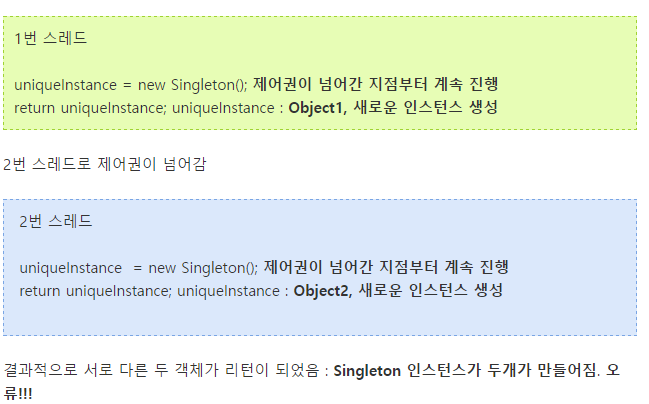 1번 스레드
uniqueInstance = new Singleton(); 제어권이 넘어간 지점부터 계속 진행
return uniqueInstance; uniqueInstance : Object1, 새로운 인스턴스 생성
2번 스레드로 제어권이 넘어감
2번 스레드
uniqueInstance  = new Singleton(); 제어권이 넘어간 지점부터 계속 진행
return uniqueInstance; uniqueInstance : Object2, 새로운 인스턴스 생성
결과적으로 서로 다른 두 객체가 리턴이 되었음 : Singleton 인스턴스가 두개가 만들어짐. 오
류!!!